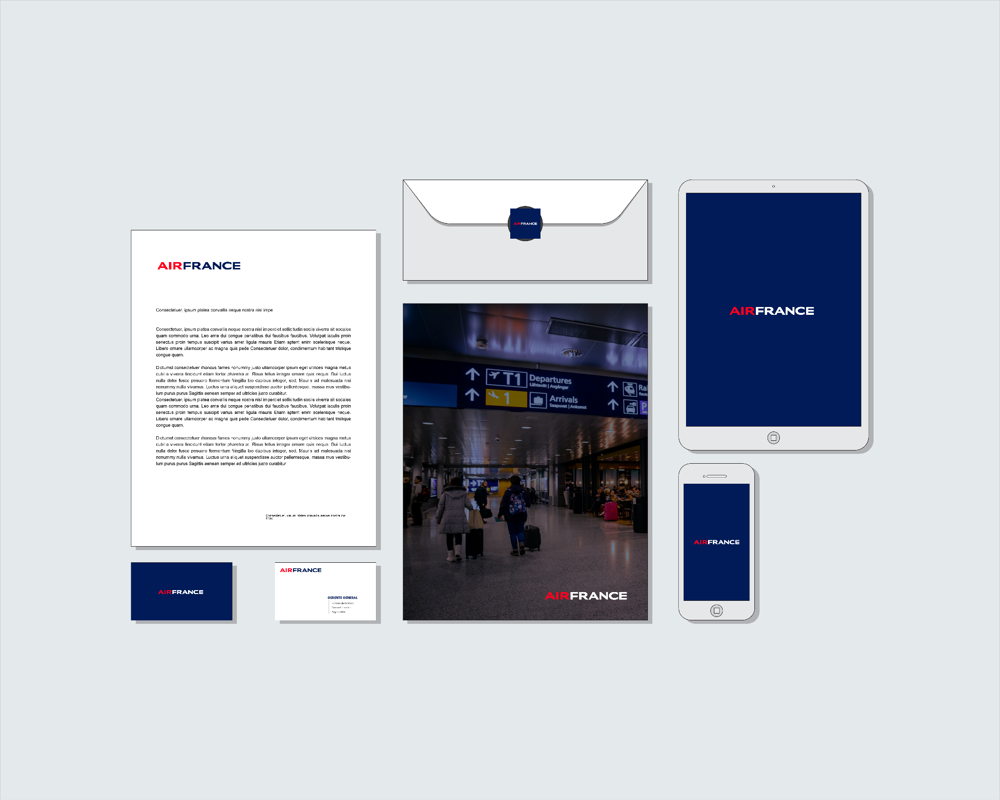 AIRFRANCE
Consectetuer, ipsum platea convallis neque nostra nisl impe
Consectetuer, ipsum platea convallis neque nostra nisl imperdiet sollicitudin sociis viverra sit sodales
quam commodo urna. Leo ante dui congue penatibus dui faucibus faucibus. Volutpat iaculis proin
senectus proin tempus suscipit varius amet ligula mauris Etiam aptent enim scelerisque neque.
Libero ornare ullamcorper ac magna quis pede Consectetuer dolor, condimentum habitant tristique
congue quam.
Dictumst consectetuer rhoncus fames nonummy justo ullamcorper ipsum eget ultrices magna metus
cubilia viverra tincidunt etiam tortor pharetra at. Risus tellus integer ornare quis neque. Dui luctus
nulla dolor fusce posuere fermentum fringilla leo dapibus integer, sed. Mauris ad malesuada nisi
nonummy nulla vivamus. Luctus urna aliquet suspendisse auctor pellentesque, massa mus vestibu-
lum purus purus Sagittis aenean semper ad ultricies justo curabitur.
Consectetuer, ipsum platea convallis neque nostra nisl imperdiet sollicitudin sociis viverra sit sodales
quam commodo urna. Leo ante dui congue penatibus dui faucibus faucibus. Volutpat iaculis proin
senectus proin tempus suscipit varius amet ligula mauris Etiam aptent enim scelerisque neque.
Libero ornare ullamcorper ac magna quis pede Consectetuer dolor, condimentum habitant tristique
congue quam.
Dictumst consectetuer rhoncus fames nonummy justo ullamcorper ipsum eget ultrices magna metus
cubilia viverra tincidunt etiam tortor pharetra at. Risus tellus integer ornare quis neque. Dui luctus
nulla dolor fusce posuere fermentum fringilla leo dapibus integer, sed. Mauris ad malesuada nisi
nonummy nulla vivamus. Luctus urna aliquet suspendisse auctor pellentesque, massa mus vestibu-
lum purus purus Sagittis aenean semper ad ultricies justo curabitur
Consectetuer, ipsum platea convallis neque nostra nisl
impe
AIRFRANCE
AIRFRANCE
GERENTE GENERAL
Número de teléfono
Correo Electronico
Pagina Web
AIRFRANCE
T1 Departures
Lähtevät | Avgångar
1 Arrivals
Saapuvat | Ankomst
P
AIRFRANCE
AIRFRANCE
AIRFRANCE